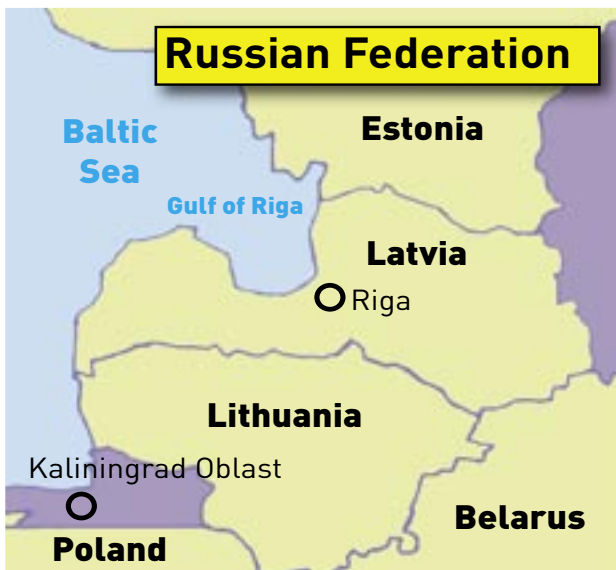 Russian Federation
Estonia
Baltic
Sea
Gulf of Riga
Latvia
Riga
Lithuania
Kaliningrad Oblast
Belarus
Poland